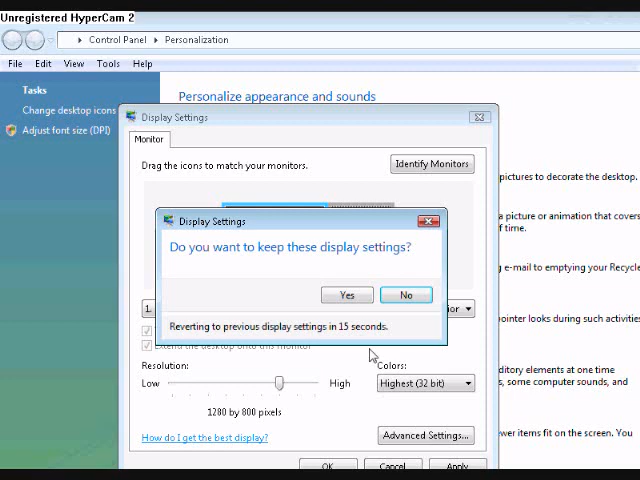 Unregistered HyperCam 2
Control Panel
Personalization
File Edit View Tools Help
Tasks
Change desktop icons
Adjust font size (DPI)
Personalize appearance and sounds
Display Settings
Monitor
Drag the icons to match your monitors.
Identify Monitors
pictures to decorate the desktop.
a picture or animation that covers
of time.
Display Settings
Do you want to keep these display settings?
Yes
No
Reverting to previous display settings in 15 seconds.
1.
Extend the desktop onto this monitor
e-mail to emptying your Recycle
pointer looks during such activities
Resolution:
Low
High
1280 by 800 pixels
Colors:
Highest (32 bit)
How do I get the best display?
Advanced Settings...
OK
Cancel
Apply
auditory elements at one time
, some computer sounds, and
fewer items fit on the screen. You